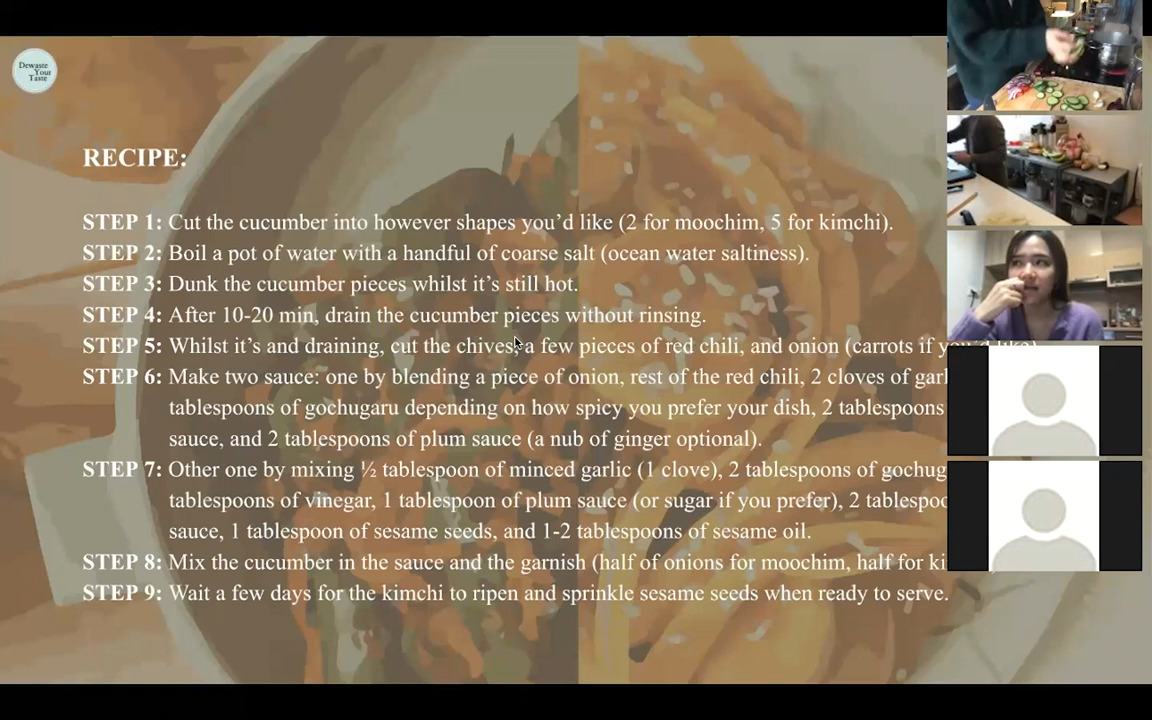 Dewaste
Your
Taste
RECIPE:
STEP 1: Cut the cucumber into however shapes you’d like (2 for moochim, 5 for kimchi).
STEP 2: Boil a pot of water with a handful of coarse salt (ocean water saltiness).
STEP 3: Dunk the cucumber pieces whilst it’s still hot.
STEP 4: After 10-20 min, drain the cucumber pieces without rinsing.
STEP 5: Whilst it’s and draining, cut the chives, a few pieces of red chili, and onion (carrots if you’d like)
STEP 6: Make two sauce: one by blending a piece of onion, rest of the red chili, 2 cloves of
tablespoons of gochugaru depending on how spicy you prefer your dish, 2 tablespoons
sauce, and 2 tablespoons of plum sauce (a nub of ginger optional).
STEP 7: Other one by mixing ½ tablespoon of minced garlic (1 clove), 2 tablespoons of
tablespoons of vinegar, 1 tablespoon of plum sauce (or sugar if you prefer), 2
sauce, 1 tablespoon of sesame seeds, and 1-2 tablespoons of sesame oil.
STEP 8: Mix the cucumber in the sauce and the garnish (half of onions for moochim, half for
STEP 9: Wait a few days for the kimchi to ripen and sprinkle sesame seeds when ready to serve.